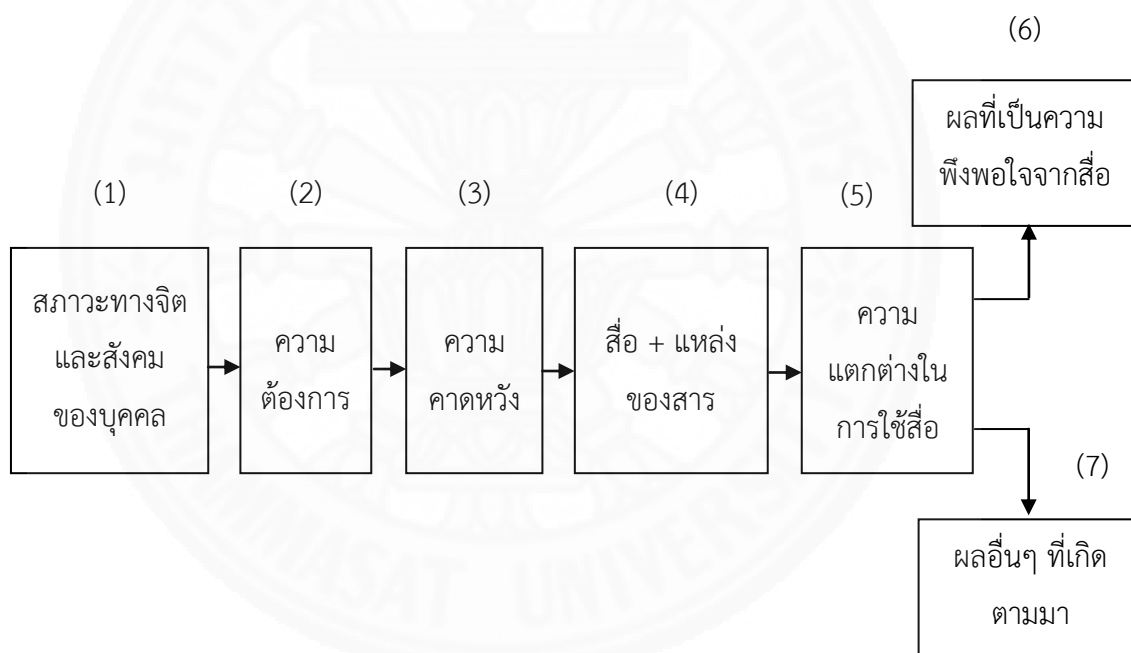 (6)
ผลที่เป็นความ
พึงพอใจจากสื่อ
(1)
(2)
(3)
(4)
(5)
สภาวะทางจิต
และสังคม
ของบุคคล
ความ
ต้องการ
ความ
คาดหวัง
สื่อ + แหล่ง
ของสาร
ความ
แตกต่างใน
การใช้สื่อ
(7)
ผลอื่นๆ ที่เกิด
ตามมา